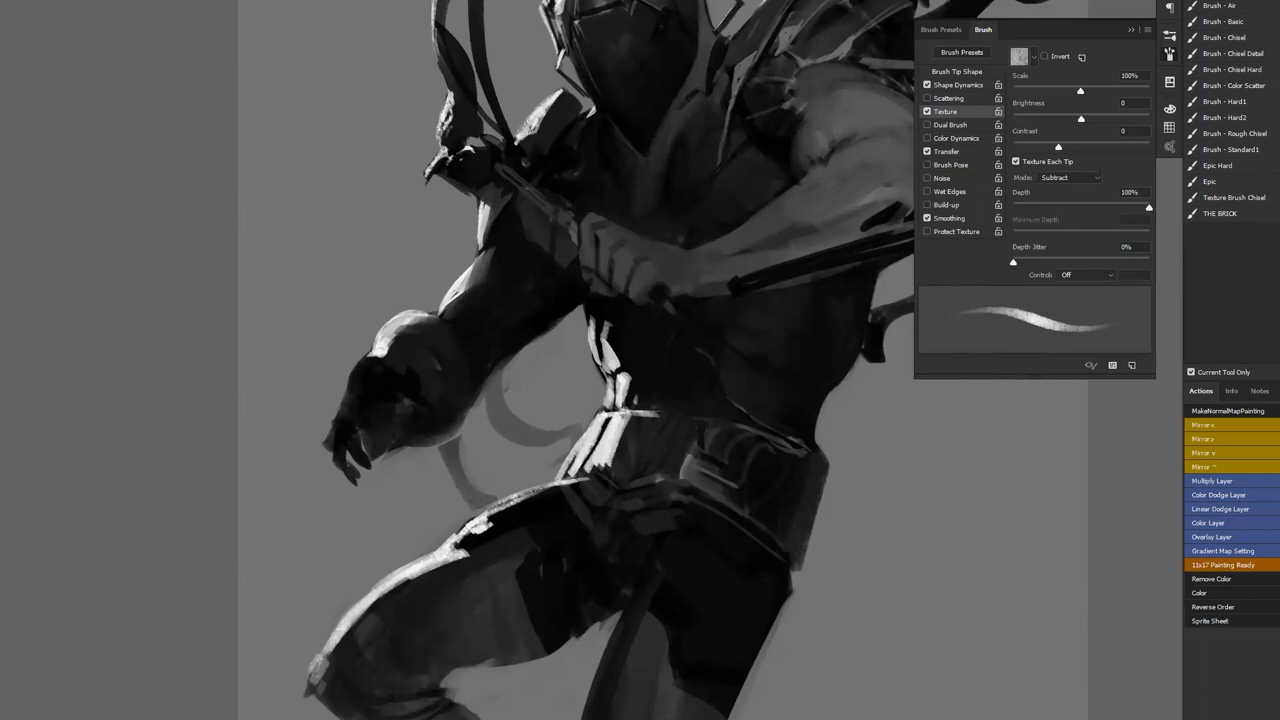 Brush Presets Brush
Brush Presets
Brush Tip Shape
Shape Dynamics
Scattering
Texture
Dual Brush
Color Dynamics
Transfer
Brush Pose
Noise
Wet Edges
Build-up
Smoothing
Protect Texture
Invert
Scale: 100%
Brightness: 0
Contrast: 0
Texture Each Tip
Mode: Subtract
Depth 100%
Minimum Depth
Depth Jitter 0%
Control: Off
Brush - Air
Brush - Basic
Brush - Chisel
Brush - Chisel Detail
Brush - Chisel Hard
Brush - Color Scatter
Brush - Hard1
Brush - Hard2
Brush - Rough Chisel
Brush - Standard1
Epic Hard
Epic
Texture Brush Chisel
THE BRICK
Current Tool Only
Actions Info Notes
MakeNormalMapPainting
Mirror <
Mirror >
Mirror v
Mirror ^
Multiply Layer
Color Dodge Layer
Linear Dodge Layer
Color Layer
Overlay Layer
Gradient Map Setting
11x17 Painting Ready
Remove Color
Color
Reverse Order
Sprite Sheet